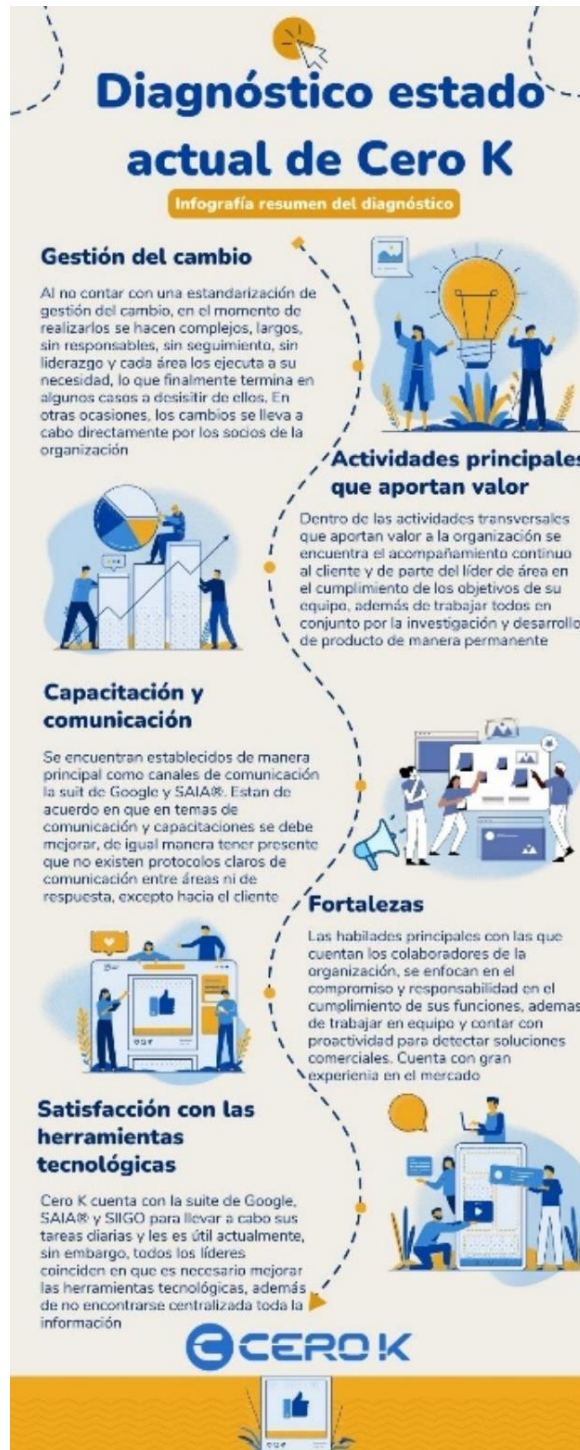 Diagnóstico estado
actual de Cero K
Infografía resumen del diagnóstico
Gestión del cambio
Al no contar con una estandarización de
gestión del cambio, en el momento de
realizarlos se hacen complejos, largos,
sin responsables, sin seguimiento, sin
liderazgo y cada área los ejecuta a su
necesidad, lo que finalmente termina en
algunos casos a desisitir de ellos. En
otras ocasiones, los cambios se lleva a
cabo directamente por los socios de la
organización
Actividades principales
que aportan valor
Dentro de las actividades transversales
que aportan valor a la organización se
encuentra el acompañamiento continuo
al cliente y de parte del líder de área en
el cumplimiento de los objetivos de su
equipo, además de trabajar todos en
conjunto por la investigación y desarrollo
de producto de manera permanente
Capacitación y
comunicación
Se encuentran establecidos de manera
principal como canales de comunicación
la suit de Google y SAIA®. Estan de
acuerdo en que en temas de
comunicación y capacitaciones se debe
mejorar, de igual manera tener presente
que no existen protocolos claros de
comunicación entre áreas ni de
respuesta, excepto hacia el cliente
Fortalezas
Las habilades principales con las que
cuentan los colaboradores de la
organización, se enfocan en el
compromiso y responsabilidad en el
cumplimiento de sus funciones, ademas
de trabajar en equipo y contar con
proactividad para detectar soluciones
comerciales. Cuenta con gran
experienia en el mercado
Satisfacción con las
herramientas
tecnológicas
Cero K cuenta con la suite de Google,
SAIA® y SIIGO para llevar a cabo sus
tareas diarias y les es útil actualmente,
sin embargo, todos los líderes
coinciden en que es necesario mejorar
las herramientas tecnológicas, además
de no encontrarse centralizada toda la
información
CERO K